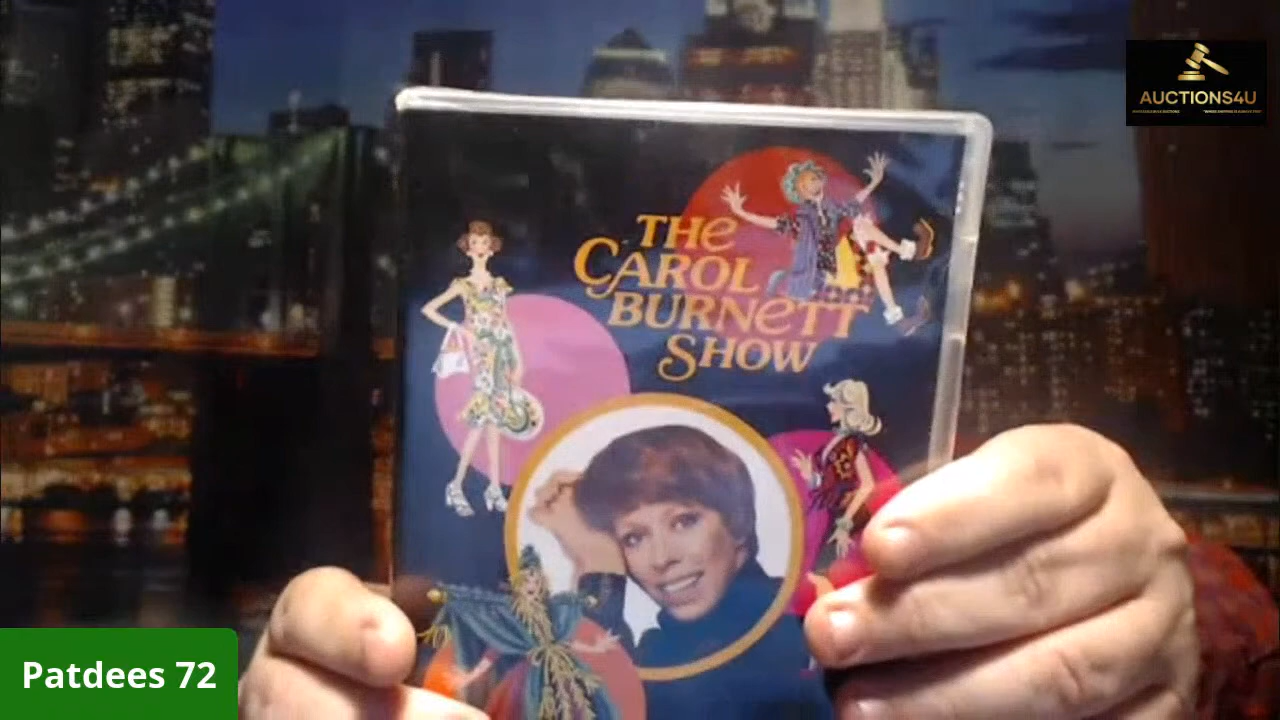 AUCTIONS4U
THE
CAROL
BURNETT
SHOW
Patdees 72